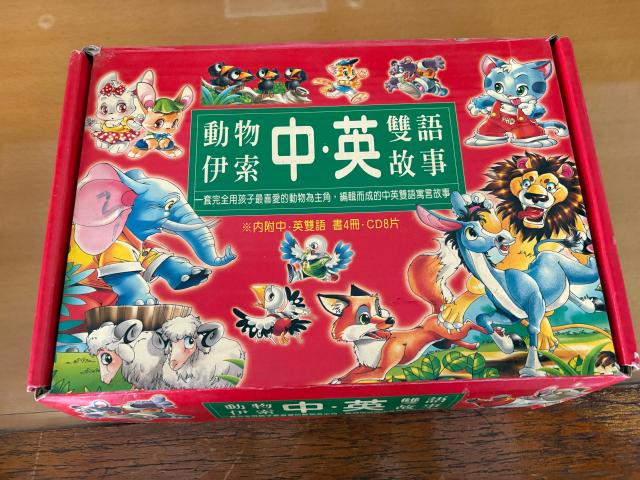 動物 中·英 雙語
伊索 故事
一套完全用孩子最喜愛的動物為主角，編輯而成的中英雙語寓言故事
※內附中·英雙語 書4冊·CD8片
動物 中·英 雙語
伊索 故事